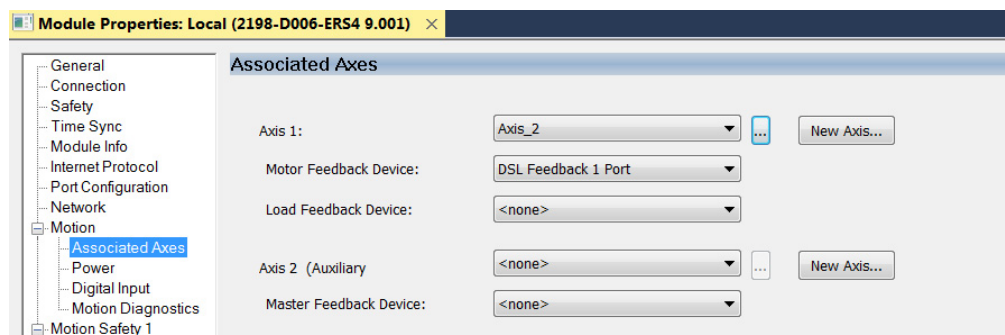 Module Properties: Local (2198-D006-ERS4 9.001)
General
Connection
Safety
Time Sync
Module Info
Internet Protocol
Port Configuration
Network
Motion
Associated Axes
Power
Digital Input
Motion Diagnostics
Motion Safety 1
Associated Axes
Axis 1: Axis_2 ... New Axis...
Motor Feedback Device: DSL Feedback 1 Port
Load Feedback Device: <none>
Axis 2 (Auxiliary <none> ... New Axis...
Master Feedback Device: <none>